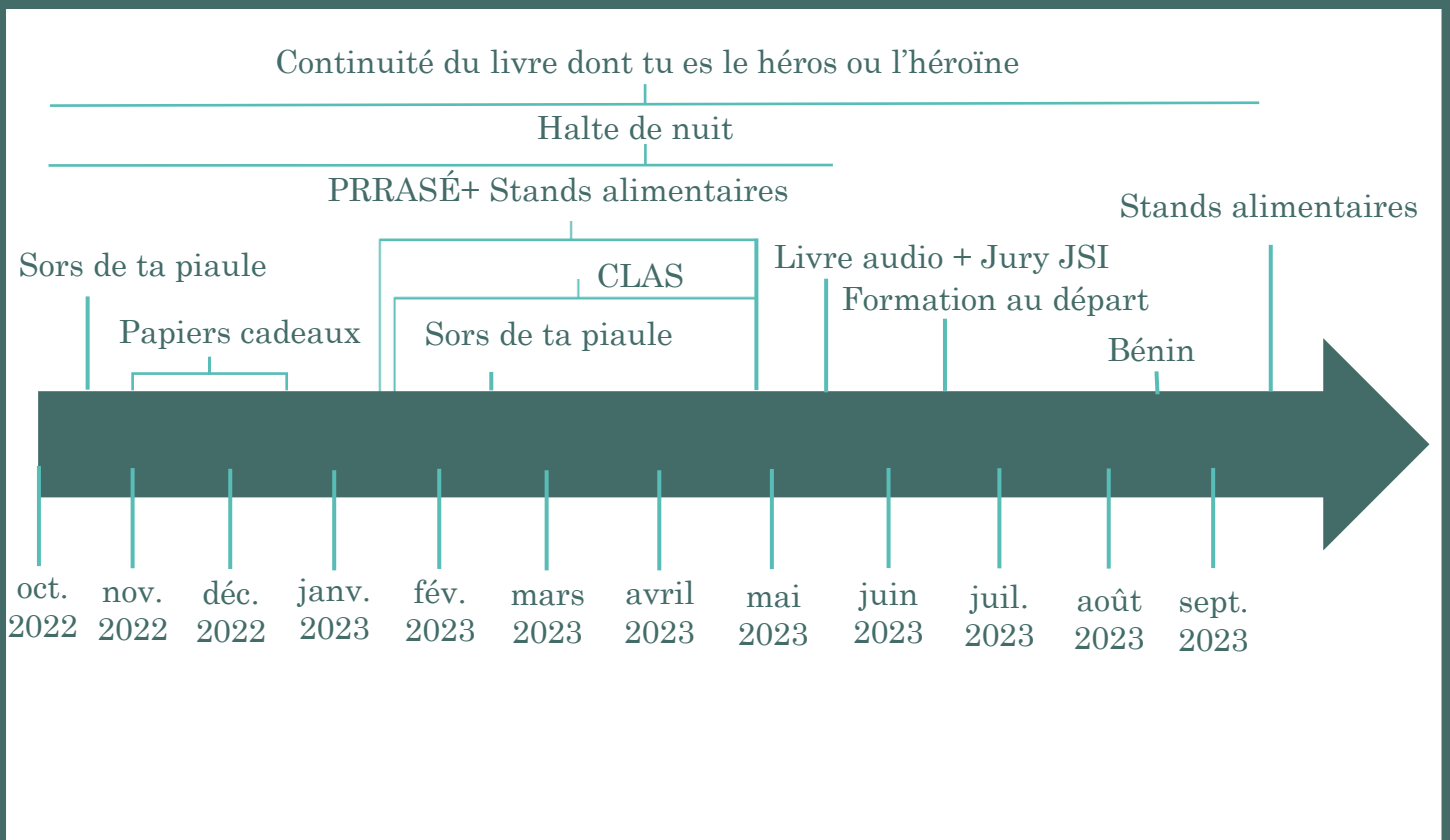 Continuité du livre dont tu es le héros ou l’héroïne
Halte de nuit
PRRASÉ+ Stands alimentaires
Stands alimentaires
Sors de ta piaule
Livre audio + Jury JSI
CLAS
Formation au départ
Papiers cadeaux
Sors de ta piaule
Bénin
oct.
2022
nov.
2022
déc.
2022
janv.
2023
fév.
2023
mars
2023
avril
2023
mai
2023
juin
2023
juil.
2023
août
2023
sept.
2023